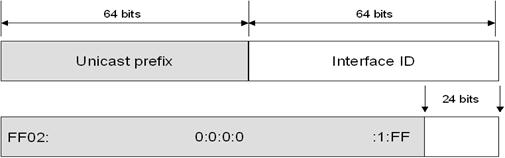 64 bits 64 bits
Unicast prefix Interface ID
24 bits
FF02: 0:0:0:0 :1:FF